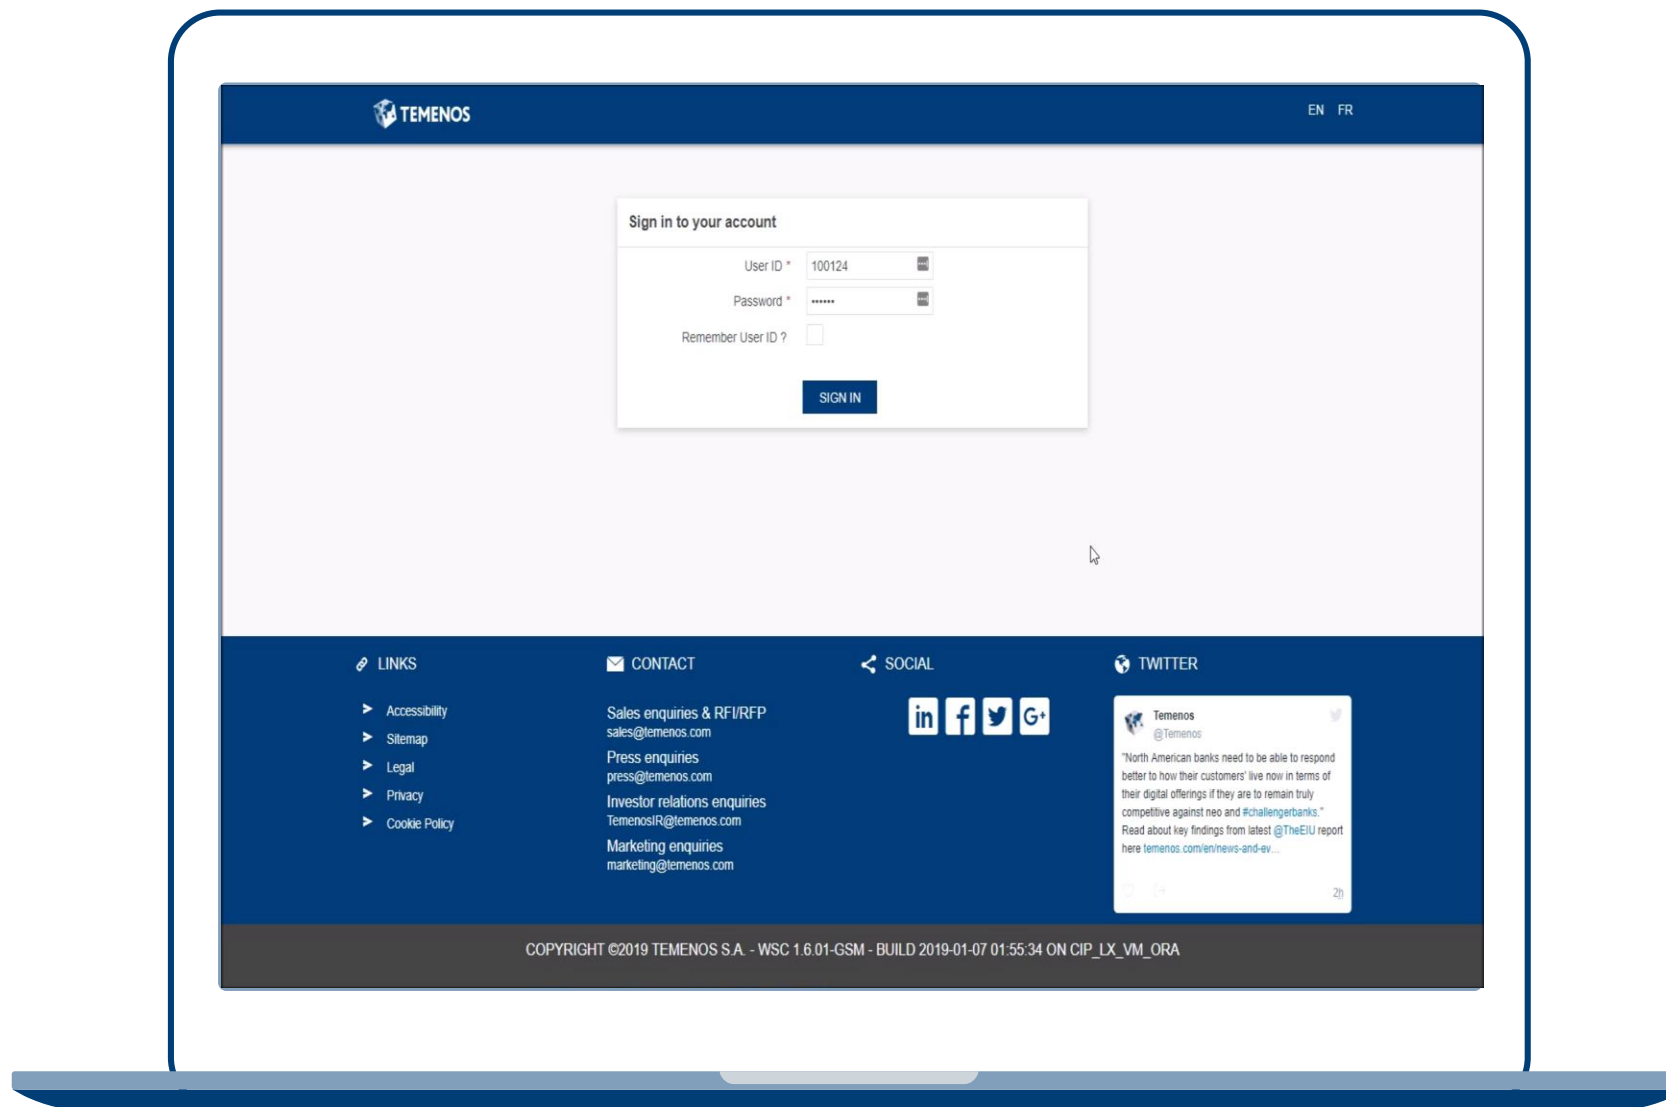 TEMENOS
EN FR
Sign in to your account
User ID * 100124
Password * ••••••
Remember User ID ?
SIGN IN
LINKS
Accessibility
Sitemap
Legal
Privacy
Cookie Policy
CONTACT
Sales enquiries & RFI/RFP
sales@temenos.com
Press enquiries
press@temenos.com
Investor relations enquiries
TemenosIR@temenos.com
Marketing enquiries
marketing@temenos.com
SOCIAL
in f G+
TWITTER
Temenos
@Temenos
"North American banks need to be able to respond
better to how their customers' live now in terms of
their digital offerings if they are to remain truly
competitive against neo and #challengerbanks."
Read about key findings from latest @TheEIU report
here temenos.com/en/news-and-ev...
2h
COPYRIGHT ©2019 TEMENOS S.A. - WSC 1.6.01-GSM - BUILD 2019-01-07 01:55:34 ON CIP_LX_VM_ORA